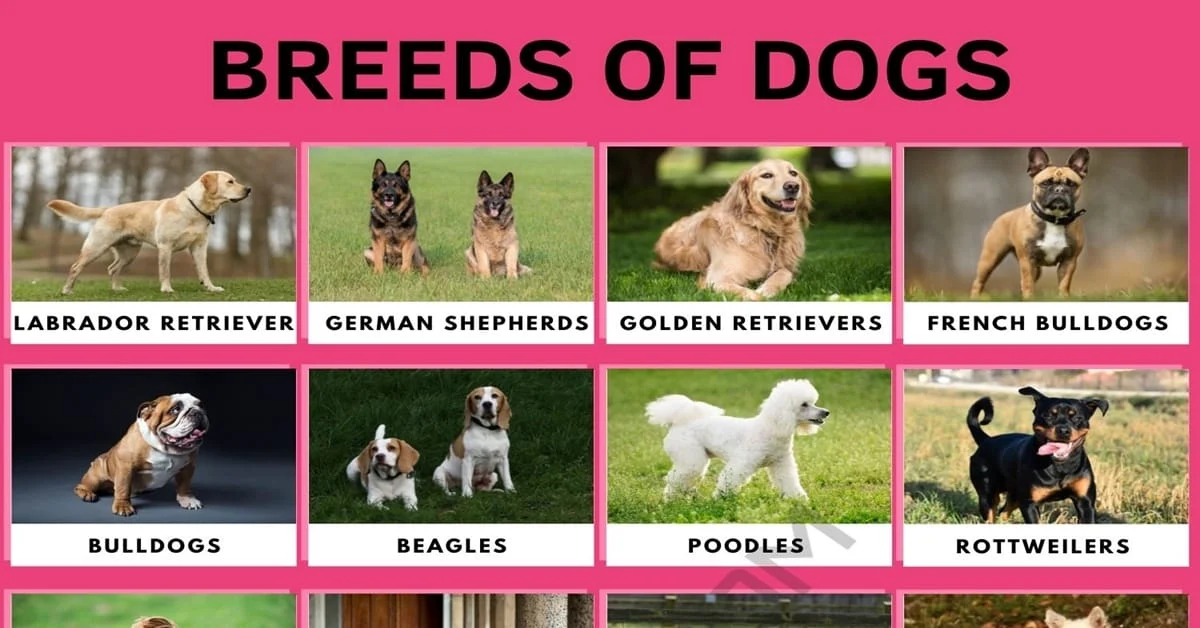 BREEDS OF DOGS
LABRADOR RETRIEVER
GERMAN SHEPHERDS
GOLDEN RETRIEVERS
FRENCH BULLDOGS
BULLDOGS
BEAGLES
POODLES
ROTTWEILERS